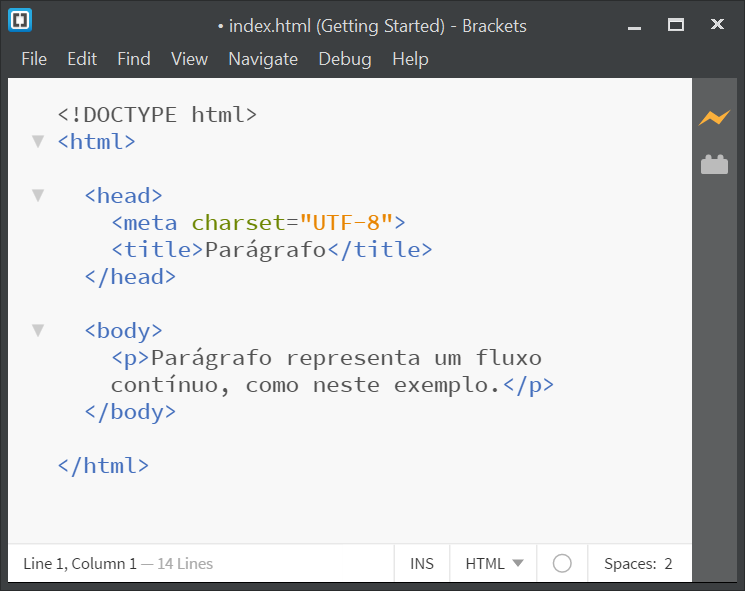 • index.html (Getting Started) - Brackets
File Edit Find View Navigate Debug Help
<!DOCTYPE html>
<html>
<head>
<meta charset="UTF-8">
<title>Parágrafo</title>
</head>
<body>
<p>Parágrafo representa um fluxo
contínuo, como neste exemplo.</p>
</body>
</html>
Line 1, Column 1 — 14 Lines INS HTML Spaces: 2